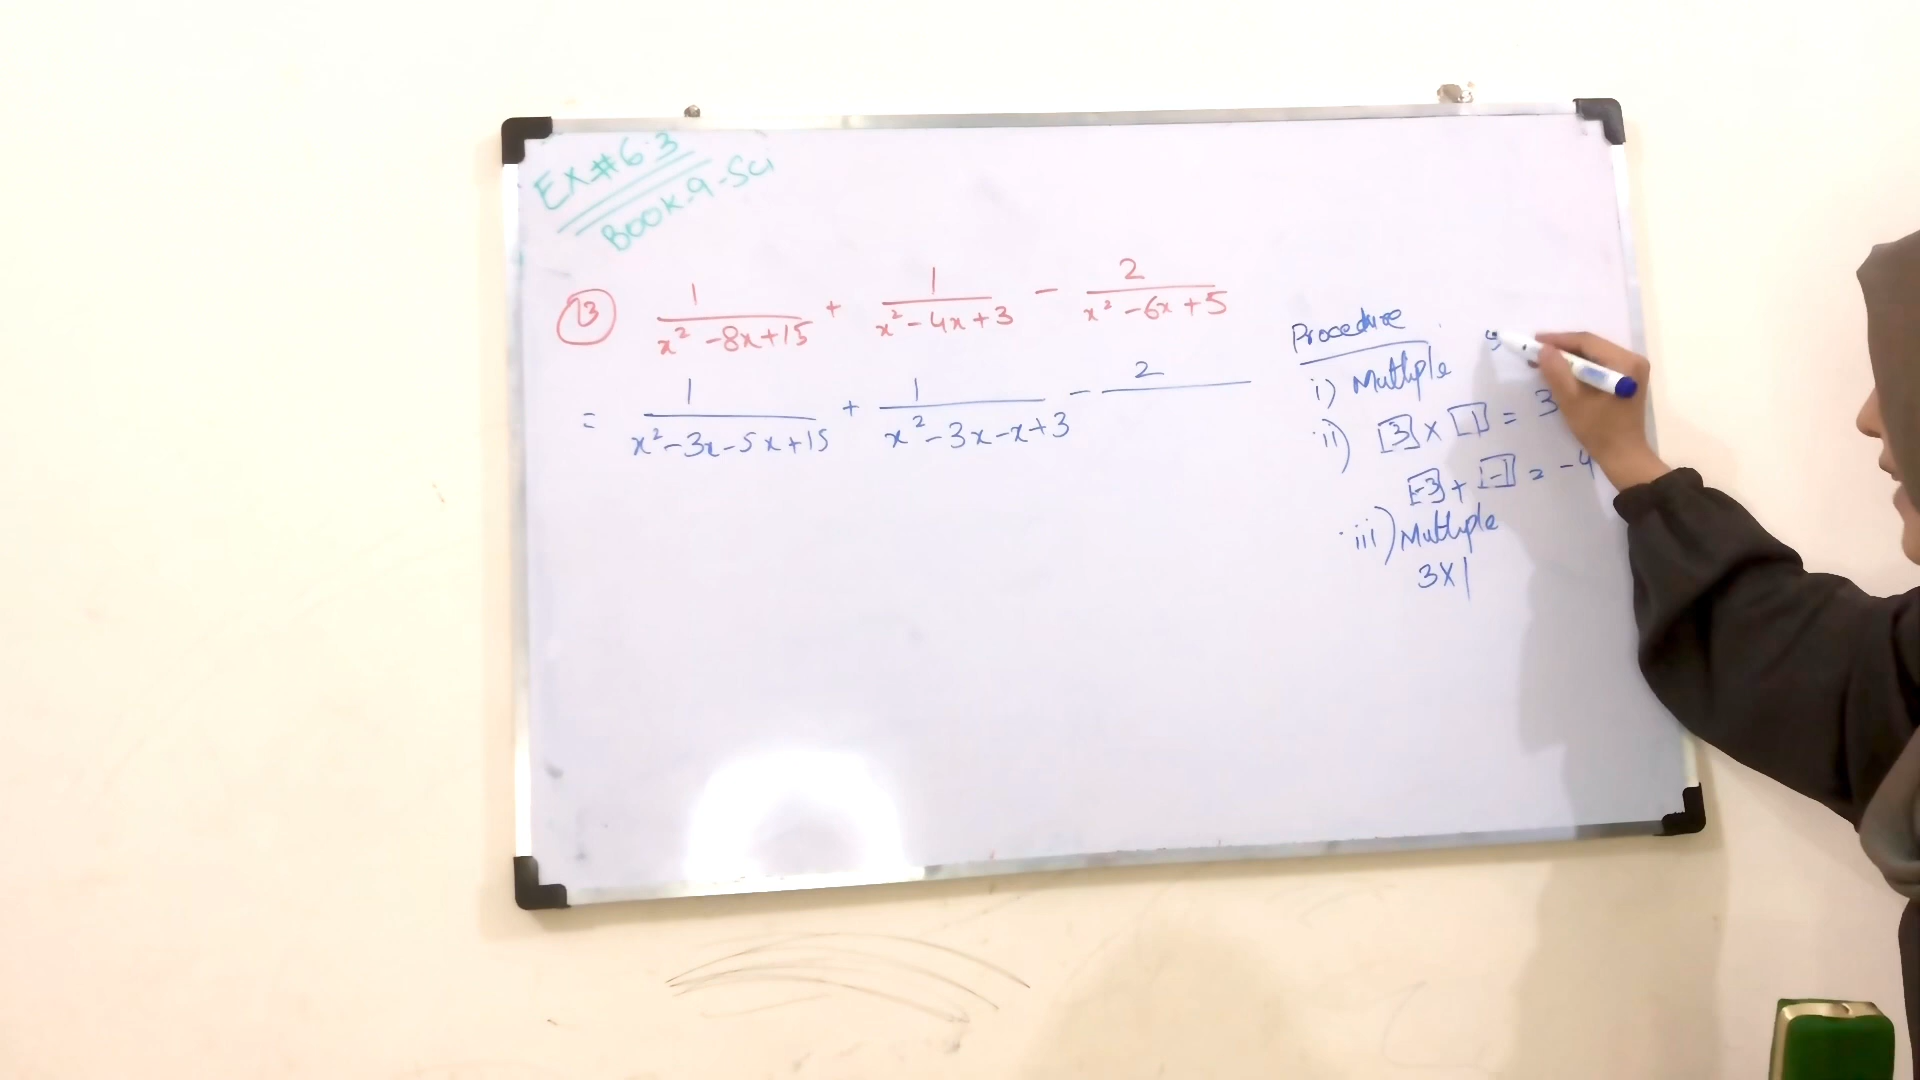 EX#6.3
BOOK-9-Sci
13 1/(x² -8x+15) + 1/(x²-4x+3) - 2/(x² -6x+5)
= 1/(x²-3x-5x+15) + 1/(x²-3x-x+3) - 2/
Procedure
i) Multiple
ii) [3] x [1] = 3
[-3] + [-1] = -4
iii) Multiple
3X1